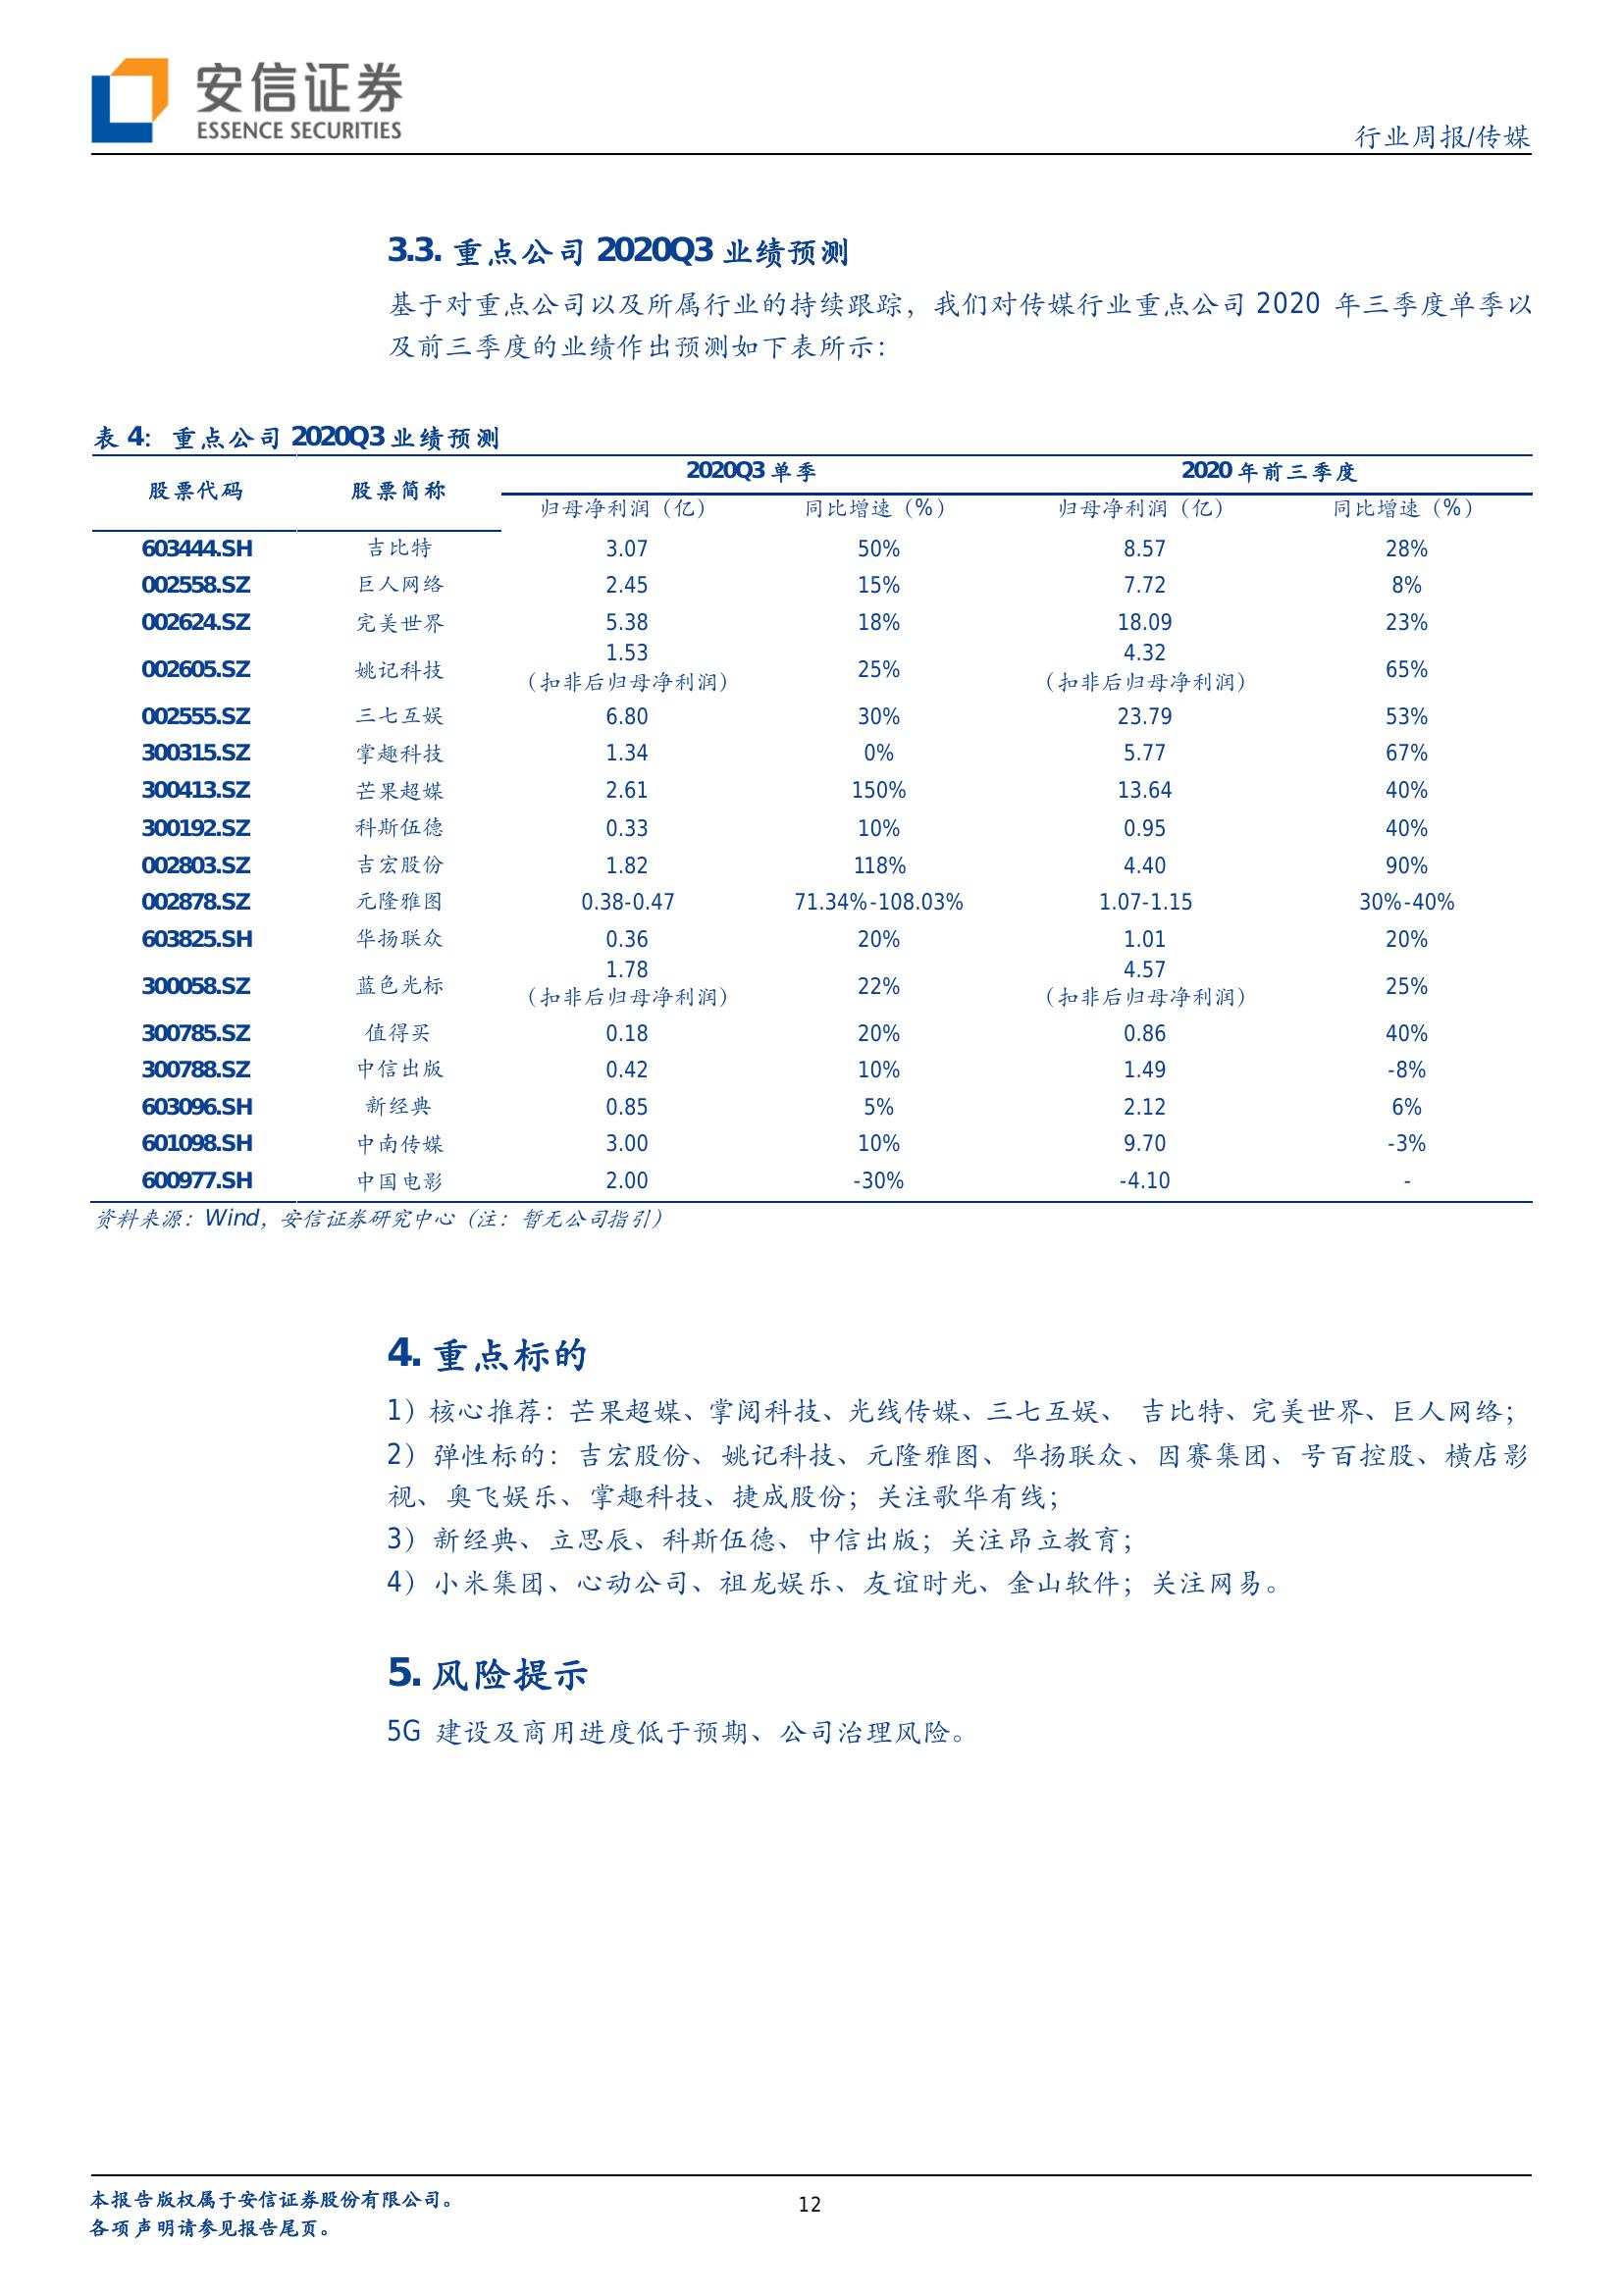 安信证券
ESSENCE SECURITIES
行业周报/传媒
3.3. 重点公司 2020Q3 业绩预测
基于对重点公司以及所属行业的持续跟踪，我们对传媒行业重点公司 2020 年三季度单季以
及前三季度的业绩作出预测如下表所示：
表 4：重点公司 2020Q3 业绩预测
股票代码 股票简称 2020Q3 单季 2020 年前三季度
归母净利润（亿） 同比增速（%） 归母净利润（亿） 同比增速（%）
603444.SH 吉比特 3.07 50% 8.57 28%
002558.SZ 巨人网络 2.45 15% 7.72 8%
002624.SZ 完美世界 5.38 18% 18.09 23%
002605.SZ 姚记科技 1.53 （扣非后归母净利润） 25% 4.32 （扣非后归母净利润） 65%
002555.SZ 三七互娱 6.80 30% 23.79 53%
300315.SZ 掌趣科技 1.34 0% 5.77 67%
300413.SZ 芒果超媒 2.61 150% 13.64 40%
300192.SZ 科斯伍德 0.33 10% 0.95 40%
002803.SZ 吉宏股份 1.82 118% 4.40 90%
002878.SZ 元隆雅图 0.38-0.47 71.34%-108.03% 1.07-1.15 30%-40%
603825.SH 华扬联众 0.36 20% 1.01 20%
300058.SZ 蓝色光标 1.78 （扣非后归母净利润） 22% 4.57 （扣非后归母净利润） 25%
300785.SZ 值得买 0.18 20% 0.86 40%
300788.SZ 中信出版 0.42 10% 1.49 -8%
603096.SH 新经典 0.85 5% 2.12 6%
601098.SH 中南传媒 3.00 10% 9.70 -3%
600977.SH 中国电影 2.00 -30% -4.10 -
资料来源：Wind，安信证券研究中心（注：暂无公司指引）
4. 重点标的
1）核心推荐：芒果超媒、掌阅科技、光线传媒、三七互娱、 吉比特、完美世界、巨人网络；
2）弹性标的：吉宏股份、姚记科技、元隆雅图、华扬联众、因赛集团、号百控股、横店影
视、奥飞娱乐、掌趣科技、捷成股份；关注歌华有线；
3）新经典、立思辰、科斯伍德、中信出版；关注昂立教育；
4）小米集团、心动公司、祖龙娱乐、友谊时光、金山软件；关注网易。
5. 风险提示
5G 建设及商用进度低于预期、公司治理风险。
本报告版权属于安信证券股份有限公司。
各项声明请参见报告尾页。
12